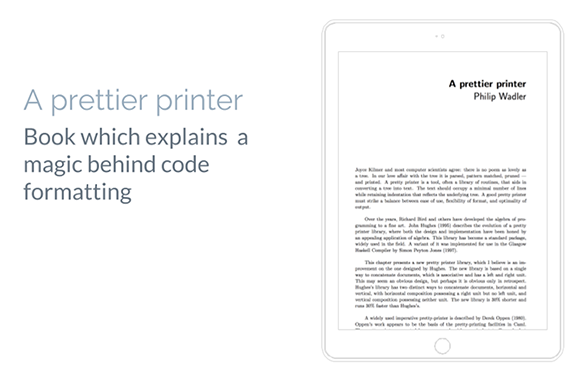 A prettier printer
Book which explains a
magic behind code
formatting
A prettier printer
Philip Wadler
Joyce Kilmer and most computer scientists agree: there is no poem as lovely as
a tree. In our love affair with the tree it is parsed, pattern matched, pruned —
and printed. A pretty printer is a tool, often a library of routines, that aids in
converting a tree into text. The text should occupy a minimal number of lines
while retaining indentation that reflects the underlying tree. A good pretty printer
must strike a balance between ease of use, flexibility of format, and optimality of
output.
Over the years, Richard Bird and others have developed the algebra of pro-
gramming to a fine art. John Hughes (1995) describes the evolution of a pretty
printer library, where both the design and implementation have been honed by
an appealing application of algebra. This library has become a standard package,
widely used in the field. A variant of it was implemented for use in the Glasgow
Haskell Compiler by Simon Peyton Jones (1997).
This chapter presents a new pretty printer library, which I believe is an im-
provement on the one designed by Hughes. The new library is based on a single
way to concatenate documents, which is associative and has a left and right unit.
This may seem an obvious design, but perhaps it is obvious only in retrospect.
Hughes's library has two distinct ways to concatenate documents, horizontal and
vertical, with horizontal composition possessing a right unit but no left unit, and
vertical composition possessing neither unit. The new library is 30% shorter and
runs 30% faster than Hughes's.
A widely used imperative pretty-printer is described by Derek Oppen (1980).
Oppen's work appears to be the basis of the pretty-printing facilities in Caml.